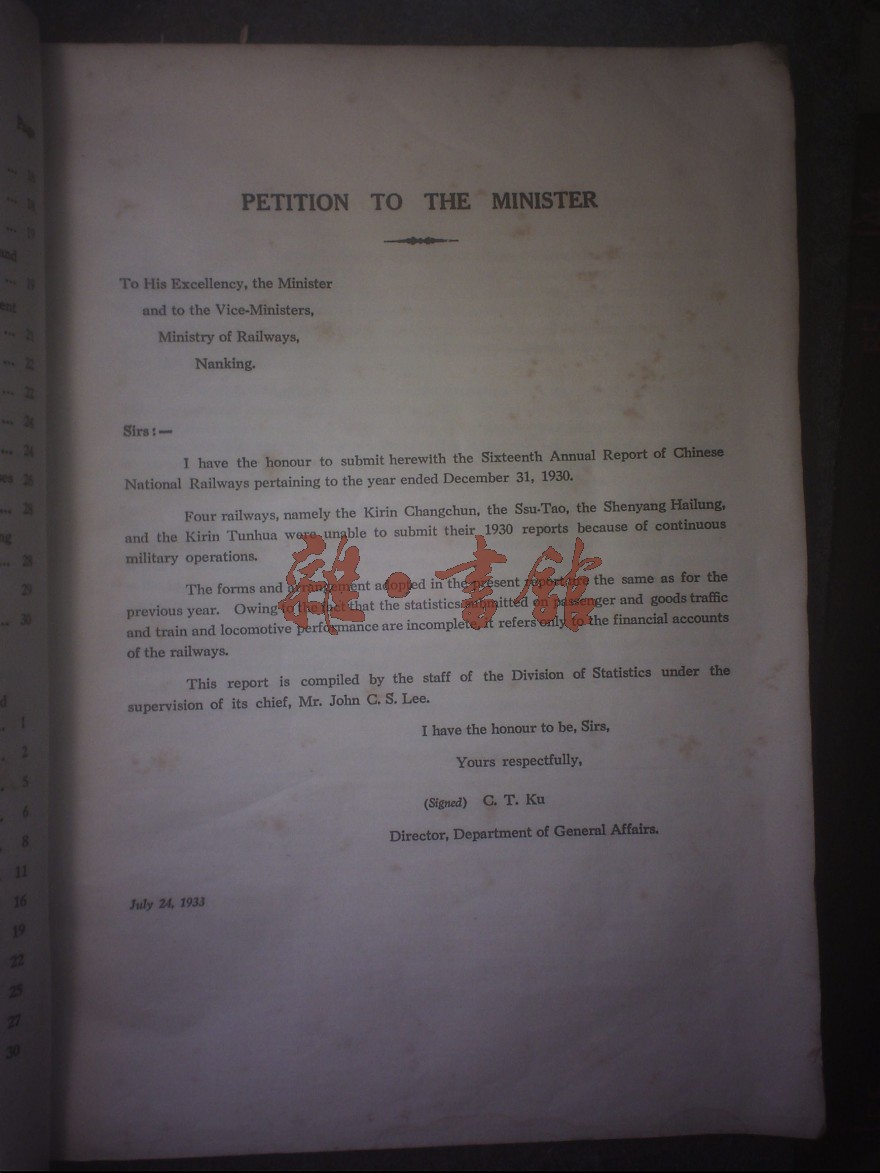 PETITION TO THE MINISTER
To His Excellency, the Minister
and to the Vice-Ministers,
Ministry of Railways,
Nanking.
Sirs:—
I have the honour to submit herewith the Sixteenth Annual Report of Chinese
National Railways pertaining to the year ended December 31, 1930.
Four railways, namely the Kirin Changchun, the Ssu-Tao, the Shenyang Hailung,
and the Kirin Tunhua were unable to submit their 1930 reports because of continuous
military operations.
The forms and arrangement adopted in the present report are the same as for the
previous year. Owing to the fact that the statistics submitted on passenger and goods traffic
and train and locomotive performance are incomplete, it refers only to the financial accounts
of the railways.
This report is compiled by the staff of the Division of Statistics under the
supervision of its chief, Mr. John C. S. Lee.
I have the honour to be, Sirs,
Yours respectfully,
(Signed) C. T. Ku
Director, Department of General Affairs.
July 24, 1933
雜·書館